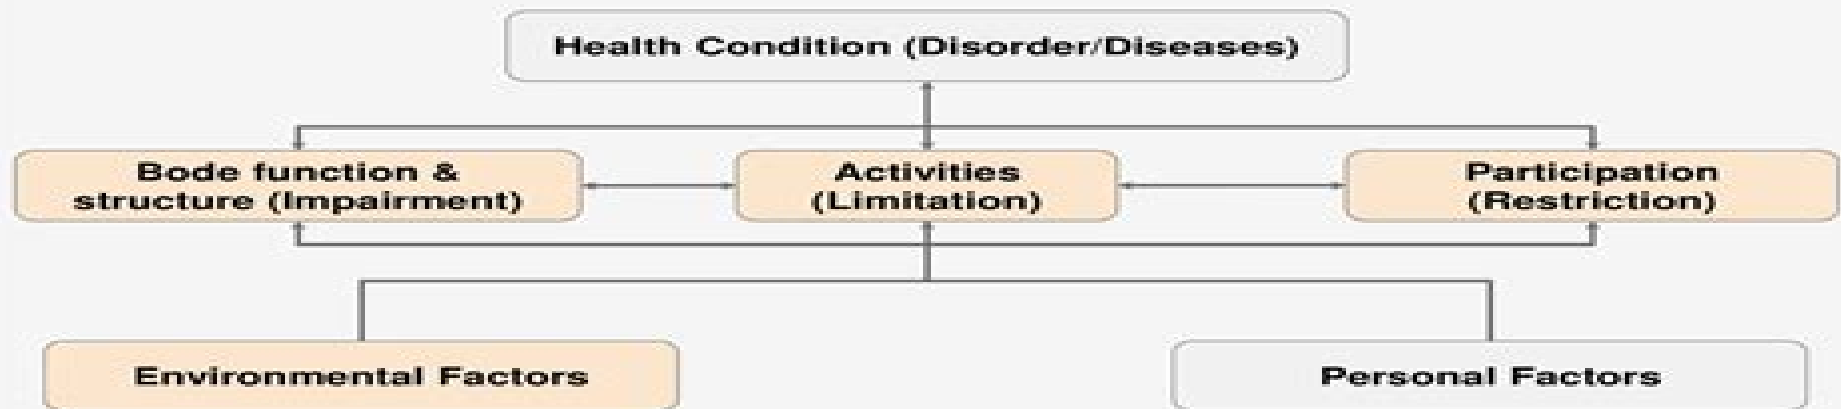 Health Condition (Disorder/Diseases)
Bode function &
structure (Impairment)
Activities
(Limitation)
Participation
(Restriction)
Environmental Factors
Personal Factors